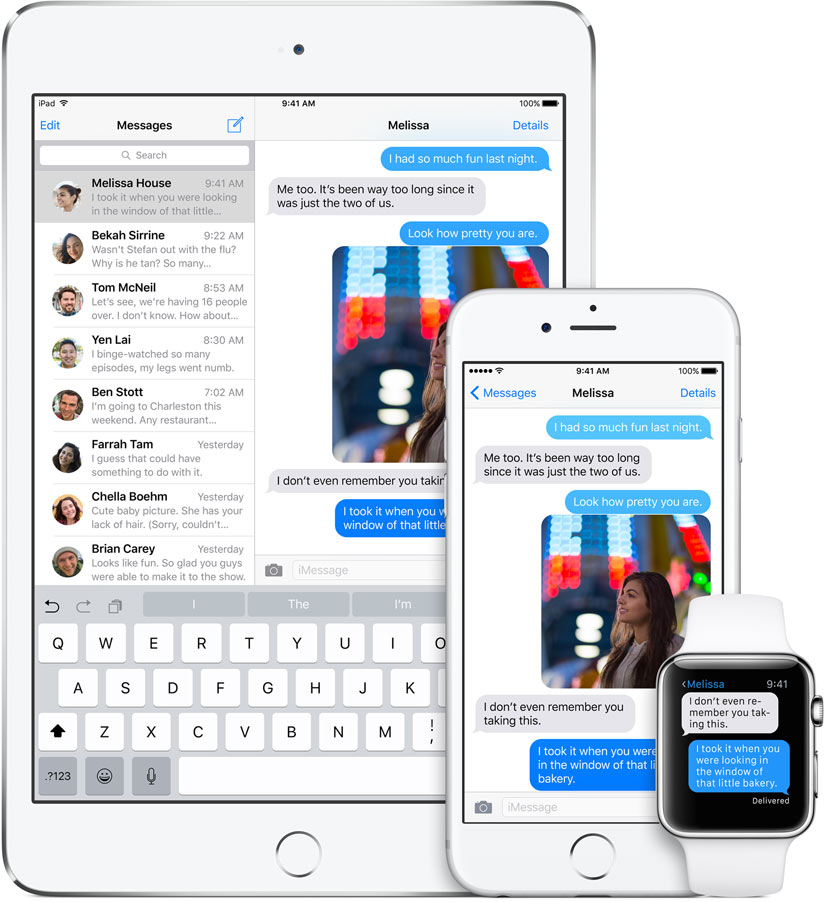 iPad
9:41 AM
100%
Edit
Messages
Melissa
Details
Search
Melissa House 9:41 AM
I took it when you were looking
in the window of that little...
Bekah Sirrine 9:22 AM
Wasn't Stefan out with the flu?
Why is he tan? So many...
Tom McNeil 8:53 AM
Let's see, we're having 16 people
over. I don't know. How about...
Yen Lai 8:30 AM
I binge-watched so many
episodes, my legs went numb.
Ben Stott 7:02 AM
I'm going to Charleston this
weekend. Any restaurant...
Farrah Tam Yesterday
I guess that could have
something to do with it.
Chella Boehm Yesterday
Cute baby picture. She has your
lack of hair. (Sorry, couldn't...
Brian Carey Yesterday
Looks like fun. So glad you guys
were able to make it to the show.
I had so much fun last night.
Me too. It's been way too long since it
was just the two of us.
Look how pretty you are.
I don't even remember you takin
I took it when you w
window of that little
iMessage
I The I'm
Q W E R T Y U I O
A S D F G H J K
Z X C V B N M ! ,
.?123
9:41 AM
100%
Messages
Melissa
Details
I had so much fun last night.
Me too. It's been way too long
since it was just the two of us.
Look how pretty you are.
I don't even remember you
taking this.
I took it when you we
in the window of that
bakery.
iMessage
Melissa 9:41
I don't even re-
member you tak-
ing this.
I took it when you
were looking in
the window of
that little bakery.
Delivered